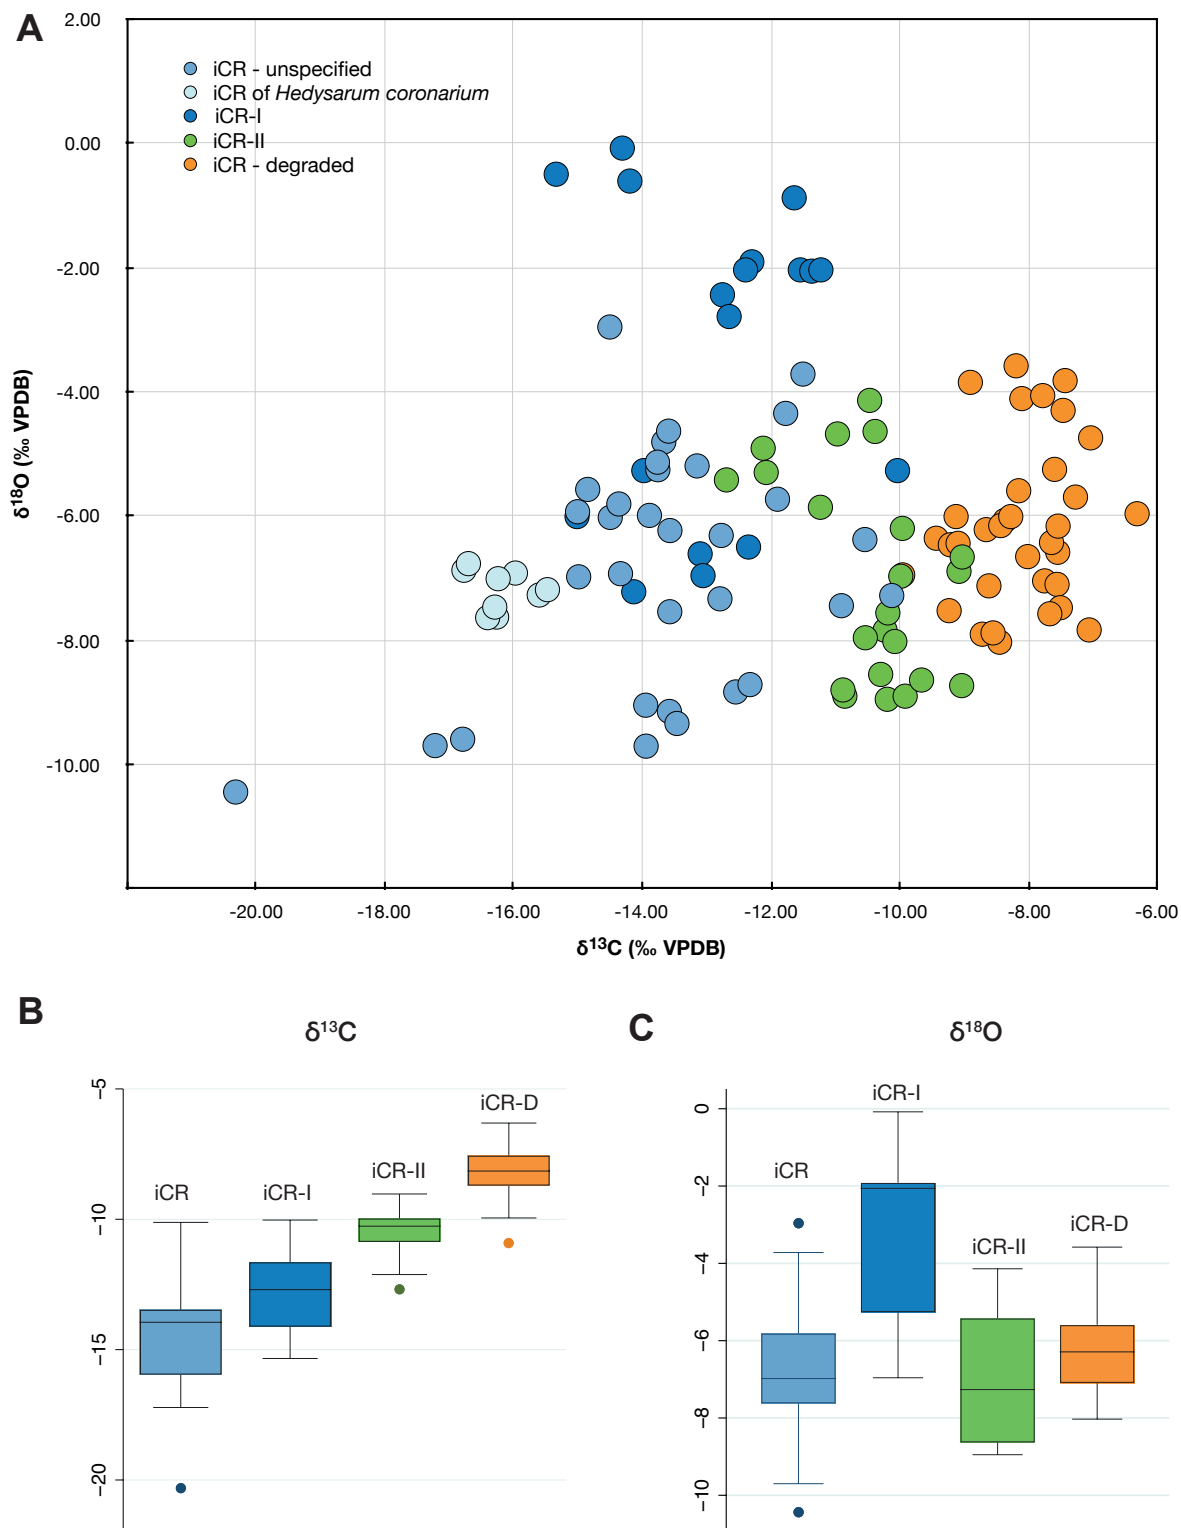 A
2.00
0.00
-2.00
-4.00
-6.00
-8.00
-10.00
δ18O (‰ VPDB)
iCR - unspecified
iCR of Hedysarum coronarium
iCR-I
iCR-II
iCR - degraded
-20.00 -18.00 -16.00 -14.00 -12.00 -10.00 -8.00 -6.00
δ13C (‰ VPDB)
B
δ13C
−5
−10
−15
−20
iCR
iCR-I
iCR-II
iCR-D
C
δ18O
0
−2
−4
−6
−8
−10
iCR
iCR-I
iCR-II
iCR-D